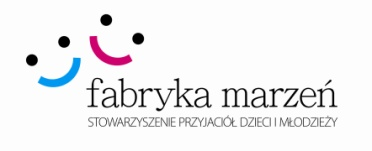 fabryka marzeń
STOWARZYSZENIE PRZYJACIÓŁ DZIECI I MŁODZIEŻY